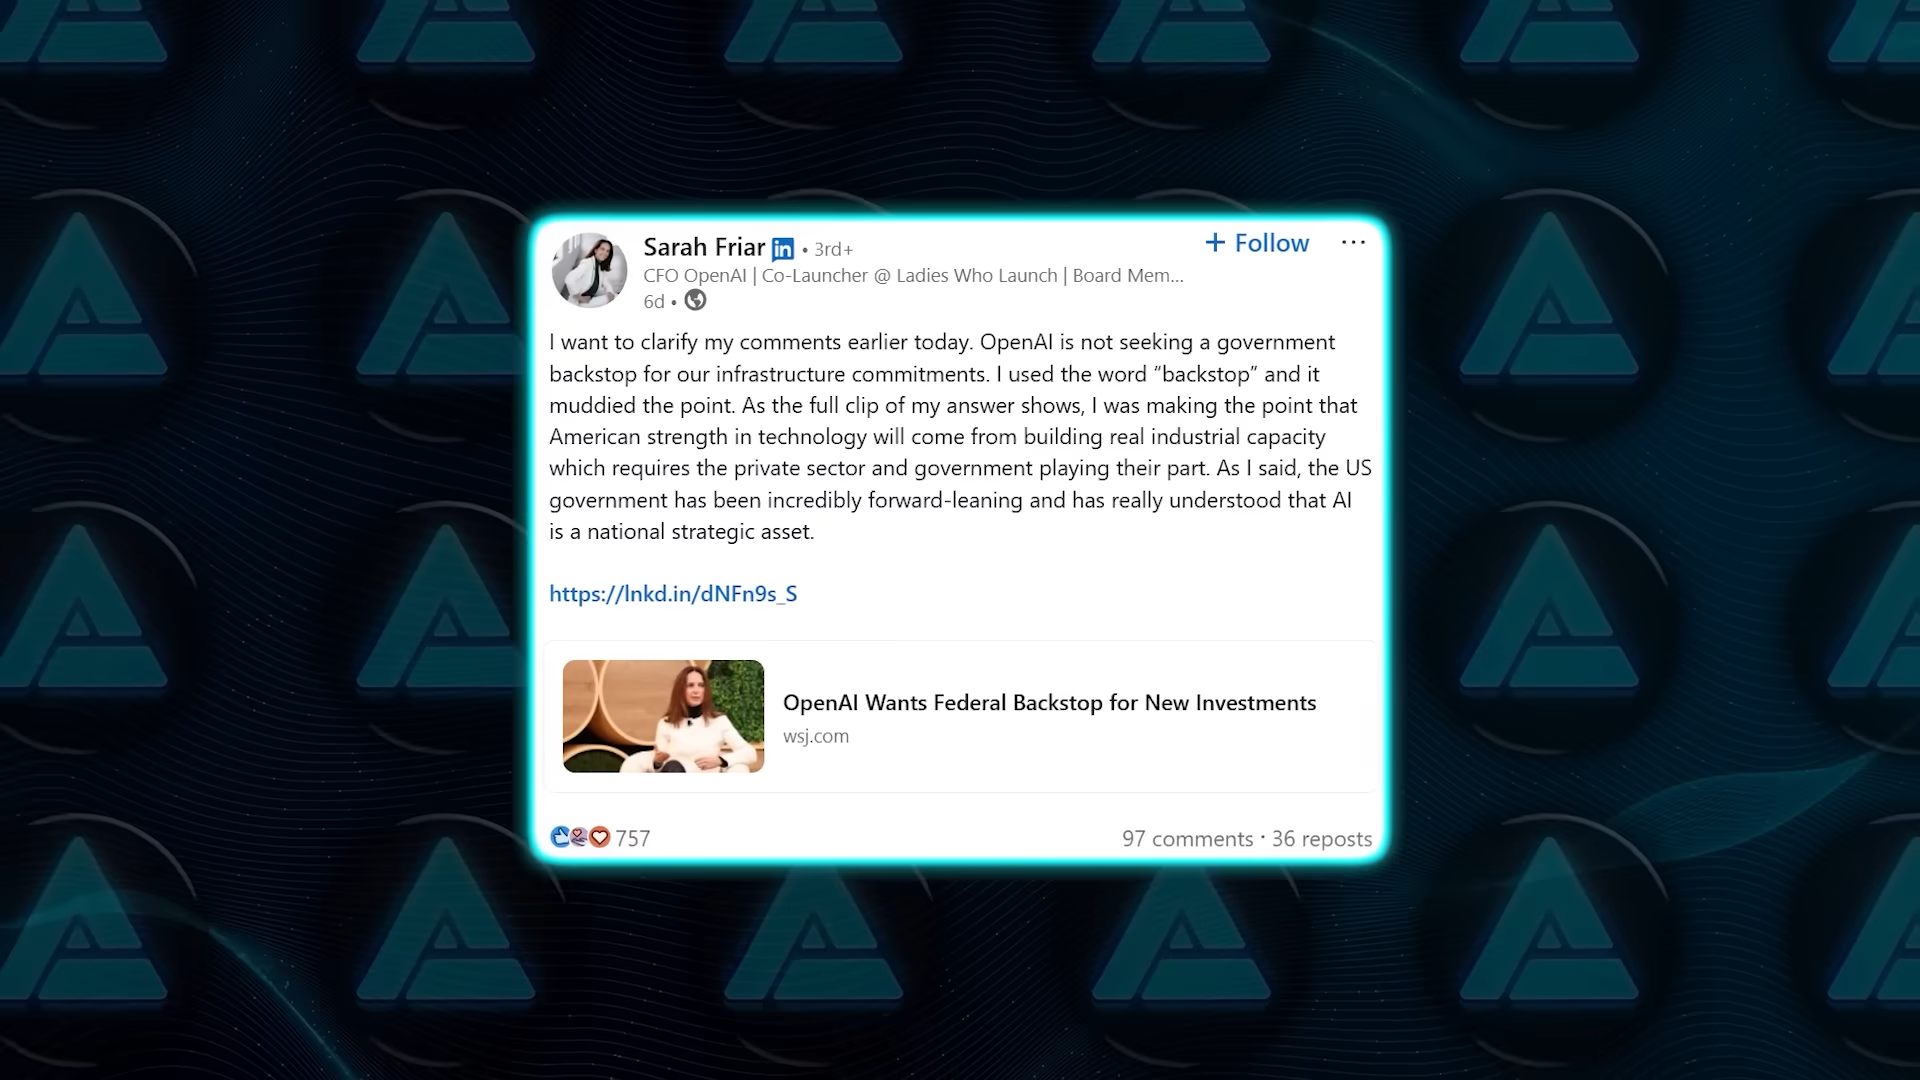 Sarah Friar in • 3rd+
+ Follow ...
CFO OpenAI | Co-Launcher @ Ladies Who Launch | Board Mem...
6d •
I want to clarify my comments earlier today. OpenAI is not seeking a government
backstop for our infrastructure commitments. I used the word “backstop” and it
muddied the point. As the full clip of my answer shows, I was making the point that
American strength in technology will come from building real industrial capacity
which requires the private sector and government playing their part. As I said, the US
government has been incredibly forward-leaning and has really understood that AI
is a national strategic asset.
https://lnkd.in/dNFn9s_S
OpenAI Wants Federal Backstop for New Investments
wsj.com
757
97 comments · 36 reposts